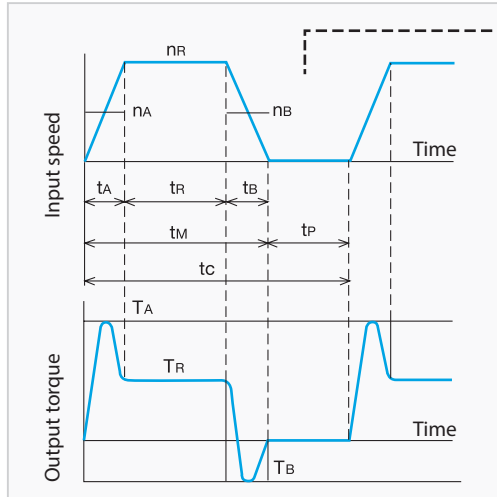 nR
nA
nB
Time
Input speed
tA
tR
tB
tM
tP
tC
TA
TR
Time
TB
Output torque